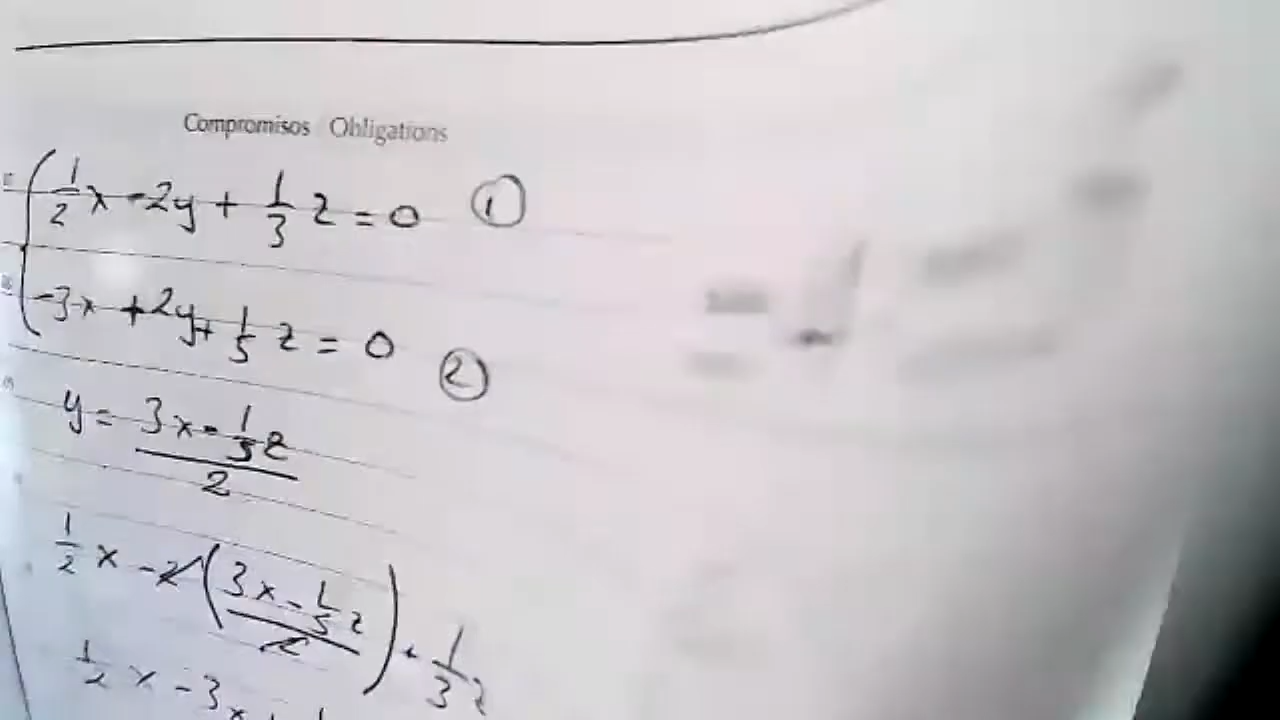 Compromisos Obligations
1/2 x - 2y + 1/3 z = 0 ①
-3x + 2y + 1/5 z = 0 ②
y = (3x - 1/5 z)/2
1/2 x - 2((3x - 1/5 z)/2) + 1/3 z
1/2 x - 3x +